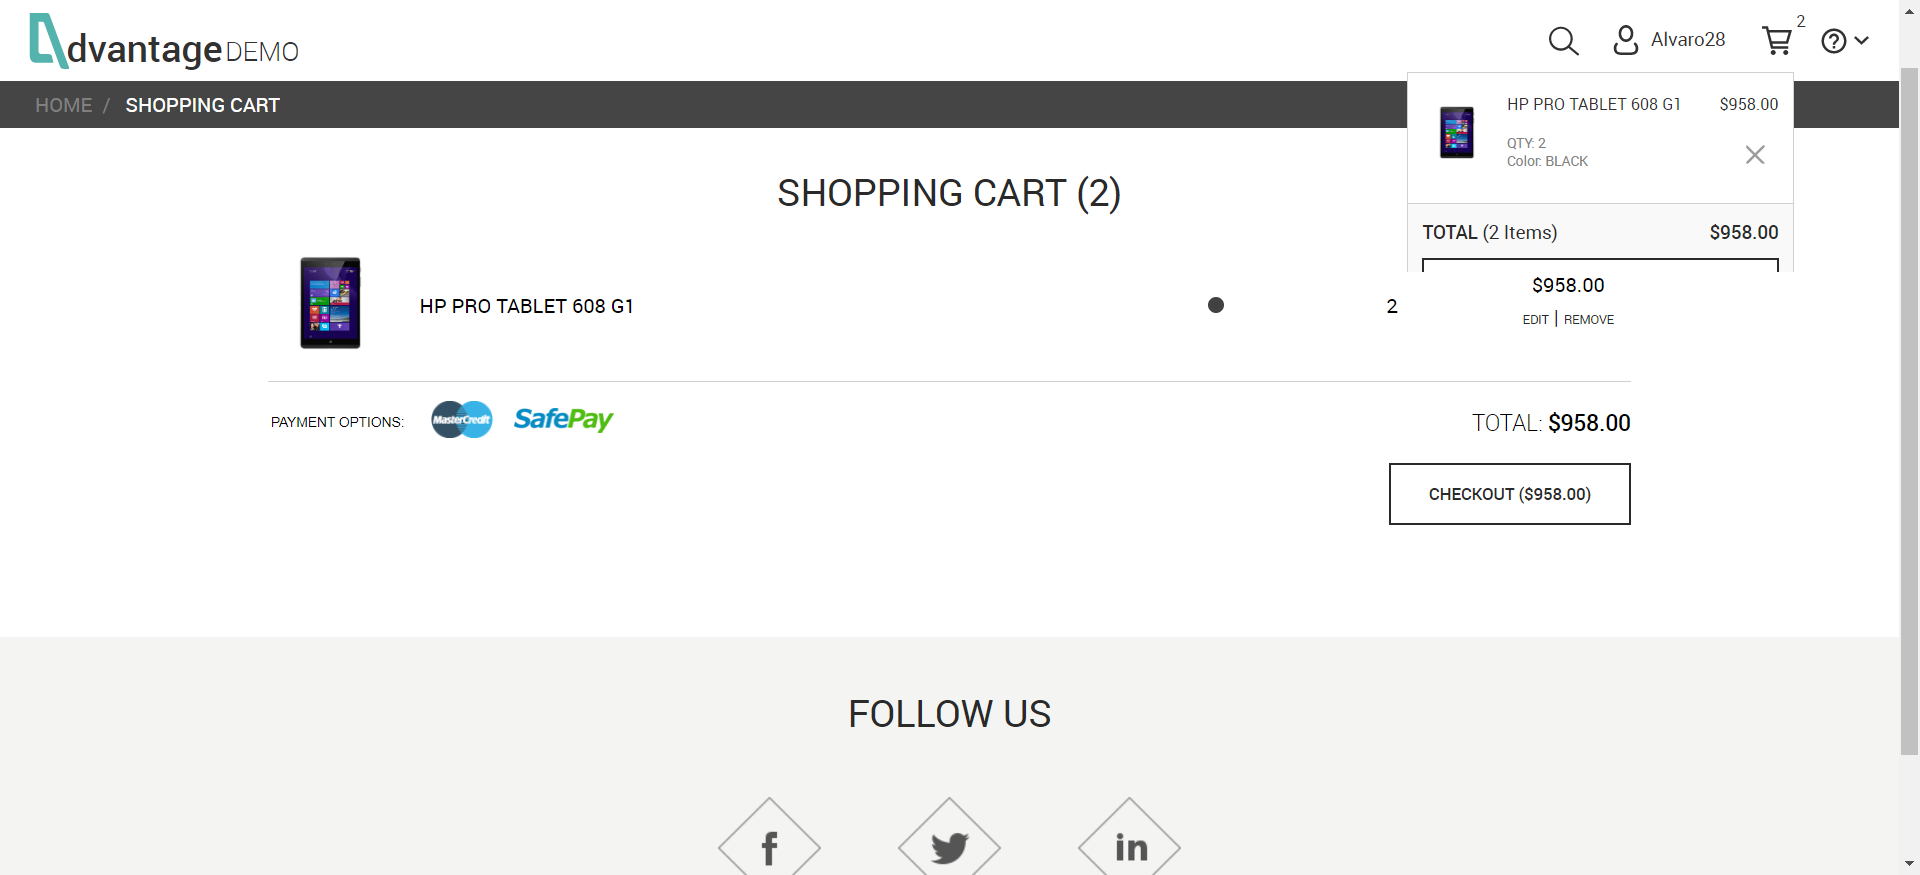 dvantage DEMO
Alvaro28
2
HOME / SHOPPING CART
HP PRO TABLET 608 G1 $958.00
QTY: 2
Color: BLACK
TOTAL (2 Items) $958.00
SHOPPING CART (2)
HP PRO TABLET 608 G1
2
$958.00
EDIT | REMOVE
PAYMENT OPTIONS:
MasterCredit
SafePay
TOTAL: $958.00
CHECKOUT ($958.00)
FOLLOW US
f
in